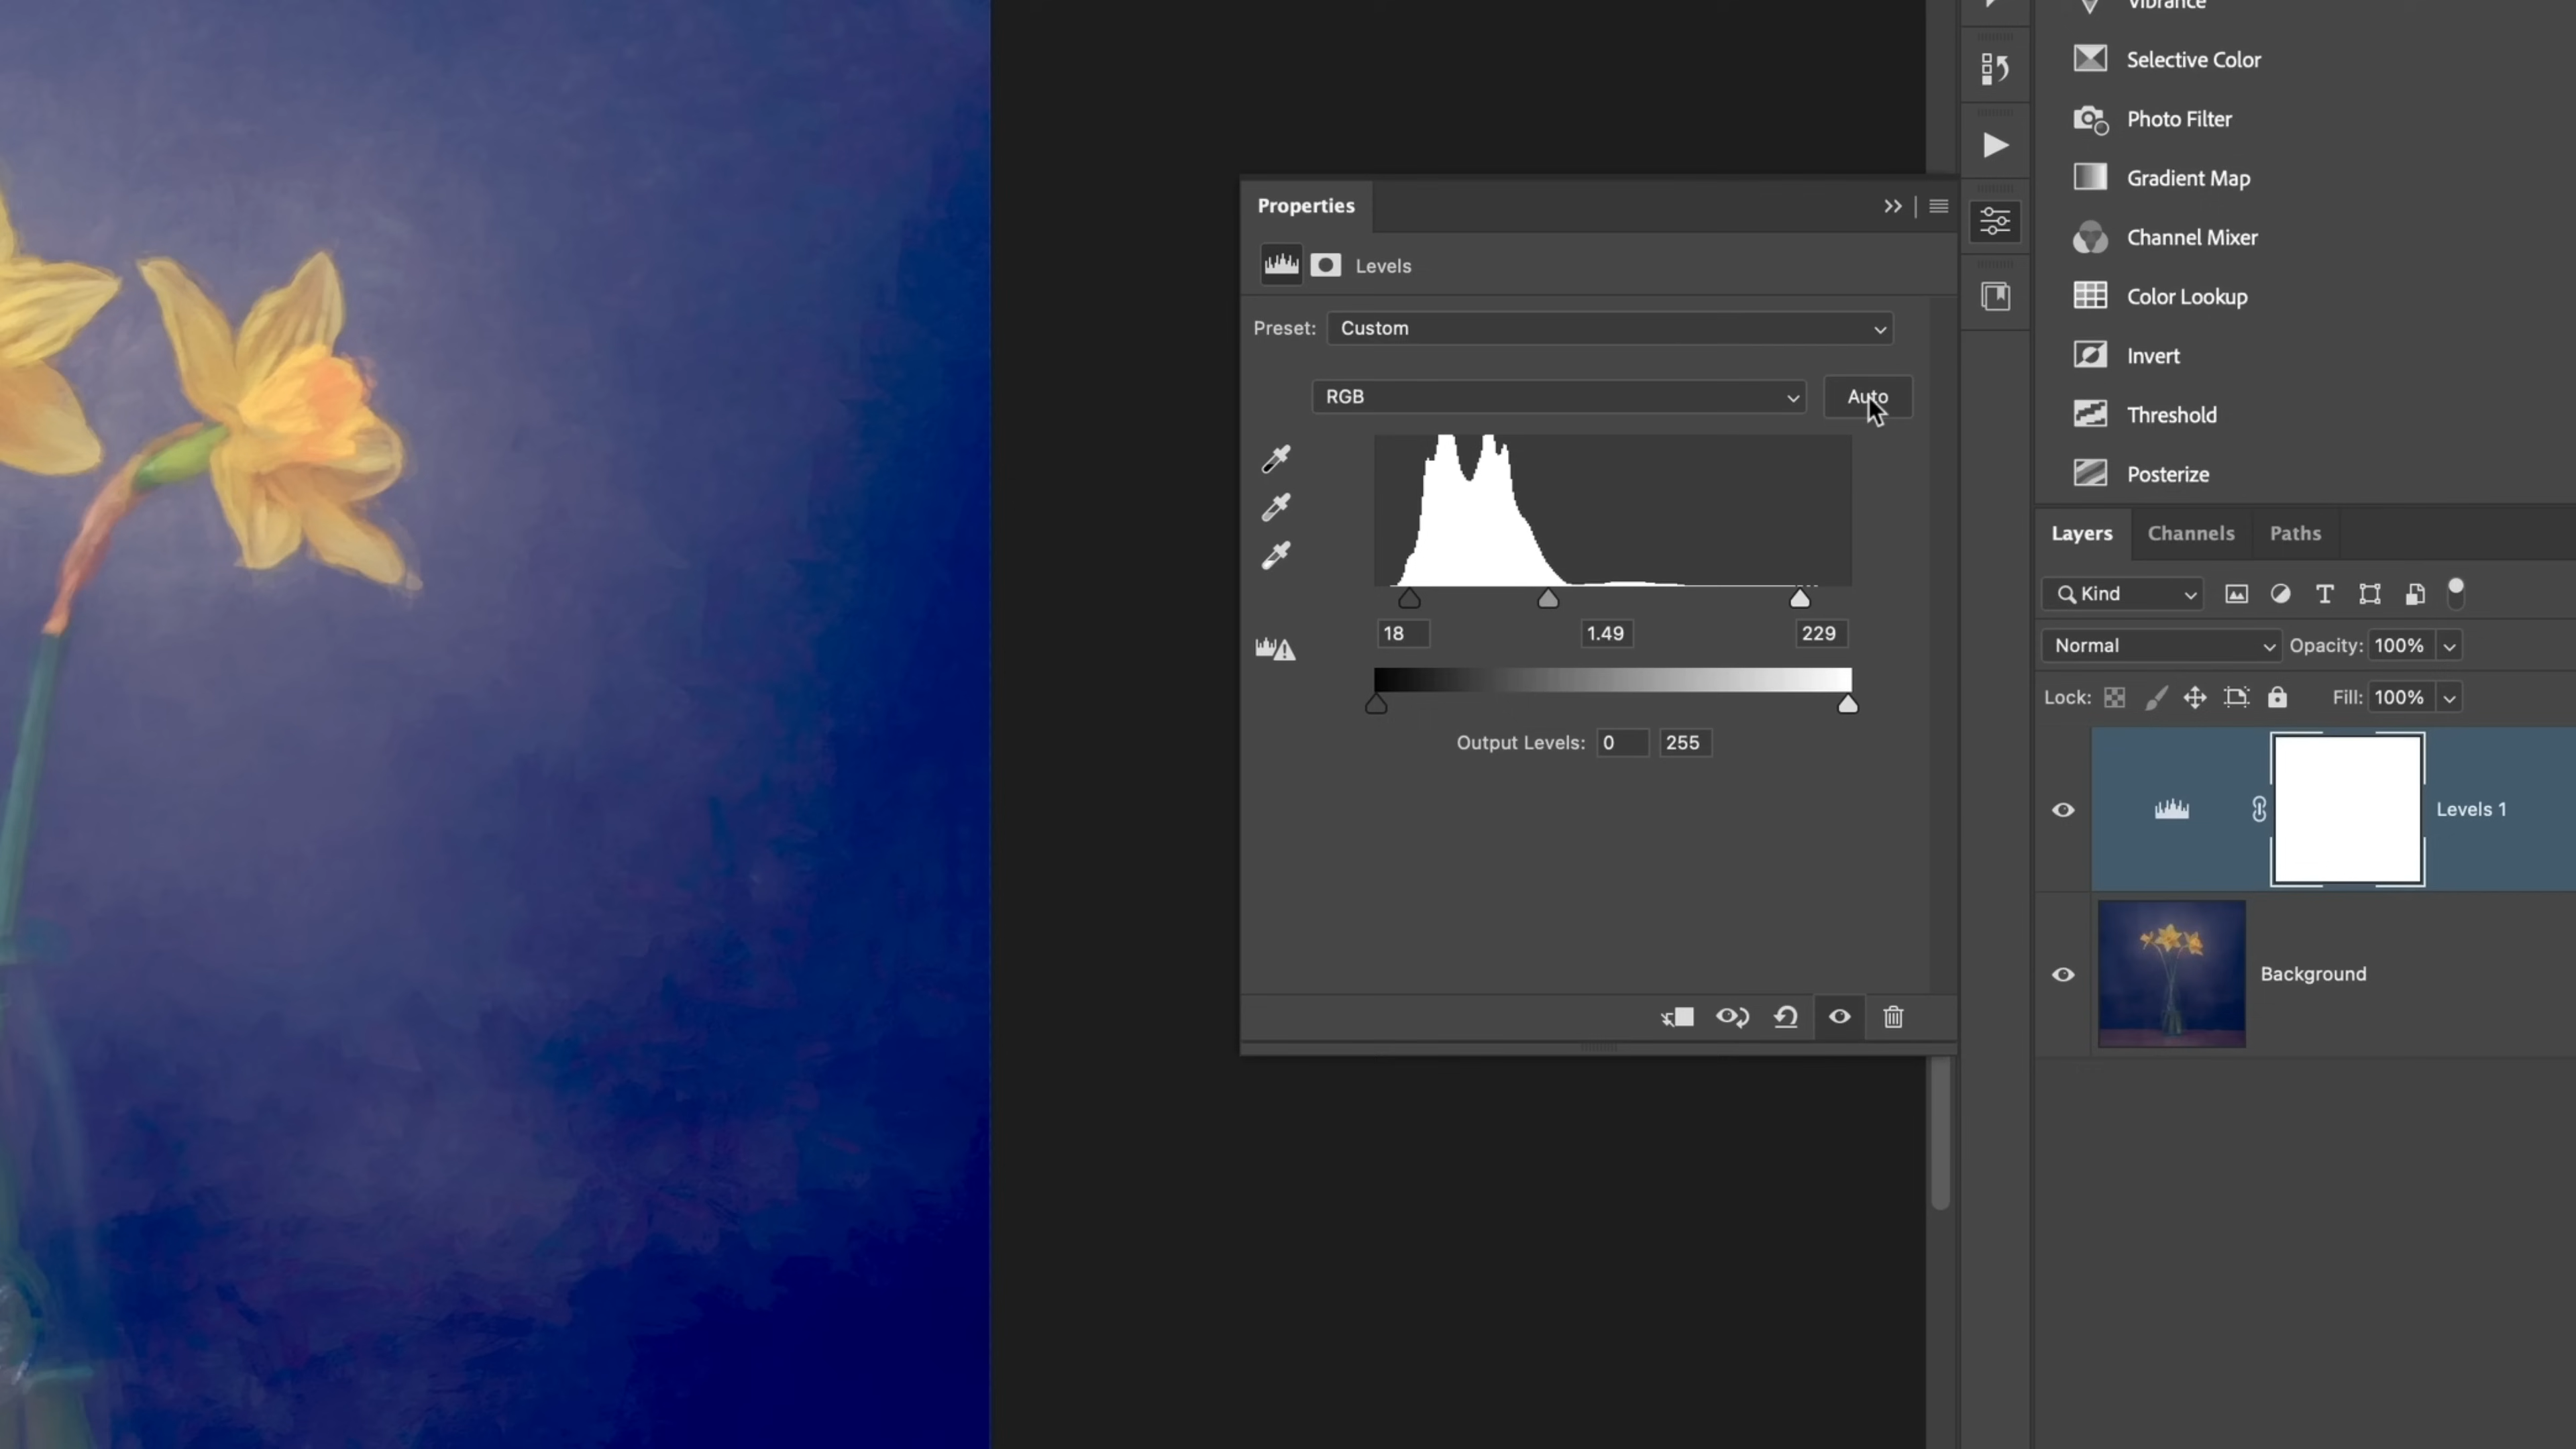 Vibrance
Selective Color
Photo Filter
Gradient Map
Channel Mixer
Color Lookup
Invert
Threshold
Posterize
Properties
Levels
Preset: Custom
RGB Auto
18 1.49 229
Output Levels: 0 255
Layers Channels Paths
Kind
Normal Opacity: 100%
Lock: Fill: 100%
Levels 1
Background